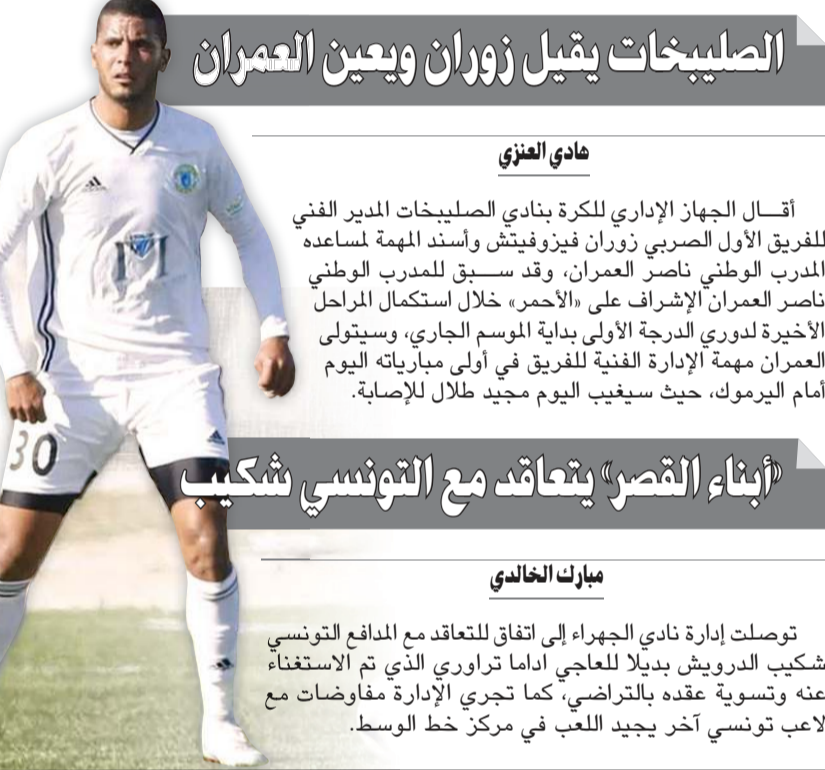 الصليبخات يقيل زوران ويعين العمران
هادي العنزي
أقـــال الجهاز الإداري للكرة بنادي الصليبخات المدير الفني
للفريق الأول الصربي زوران فيزوفيتش وأسند المهمة لمساعده
المدرب الوطني ناصر العمران، وقد ســـبق للمدرب الوطني
ناصر العمران الإشراف على «الأحمر» خلال استكمال المراحل
الأخيرة لدوري الدرجة الأولى بداية الموسم الجاري، وسيتولى
العمران مهمة الإدارة الفنية للفريق في أولى مبارياته اليوم
أمام اليرموك، حيث سيغيب اليوم مجيد طلال للإصابة.
«أبناء القصر» يتعاقد مع التونسي شكيب
مبارك الخالدي
توصلت إدارة نادي الجهراء إلى اتفاق للتعاقد مع المدافع التونسي
شكيب الدرويش بديلا للعاجي اداما تراوري الذي تم الاستغناء
عنه وتسوية عقده بالتراضي، كما تجري الإدارة مفاوضات مع
لاعب تونسي آخر يجيد اللعب في مركز خط الوسط.
30